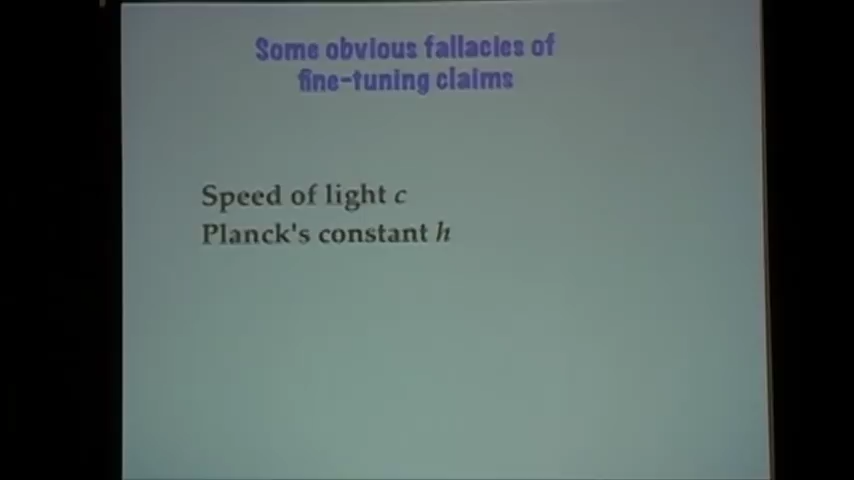 Some obvious fallacies of
fine-tuning claims
Speed of light c
Planck's constant h